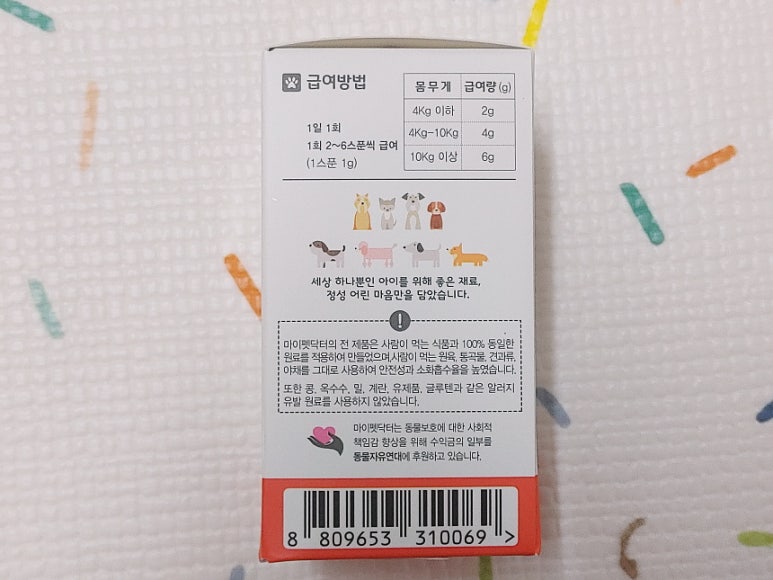 급여방법
1일 1회
1회 2~6스푼씩 급여
(1스푼 1g)
몸무게 급여량(g)
4Kg 이하 2g
4Kg-10Kg 4g
10Kg 이상 6g
세상 하나뿐인 아이를 위해 좋은 재료,
정성 어린 마음만을 담았습니다.
!
마이펫닥터의 전 제품은 사람이 먹는 식품과 100% 동일한
원료를 적용하여 만들었으며,사람이 먹는 원육, 통곡물, 견과류,
야채를 그대로 사용하여 안전성과 소화흡수율을 높였습니다.
또한 콩, 옥수수, 밀, 계란, 유제품, 글루텐과 같은 알러지
유발 원료를 사용하지 않았습니다.
마이펫닥터는 동물보호에 대한 사회적
책임감 향상을 위해 수익금의 일부를
동물자유연대에 후원하고 있습니다.
8 809653 310069 >